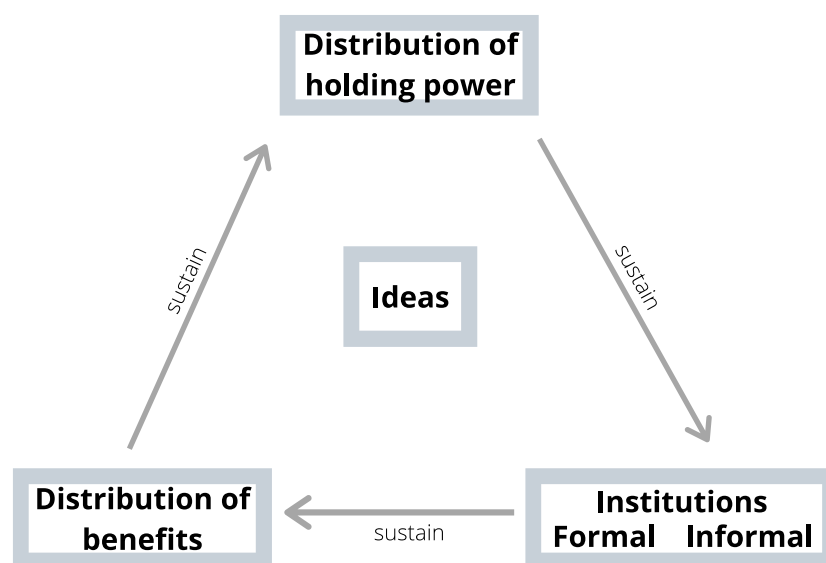 Distribution of
holding power
sustain
sustain
Ideas
Distribution of
benefits
sustain
Institutions
Formal Informal